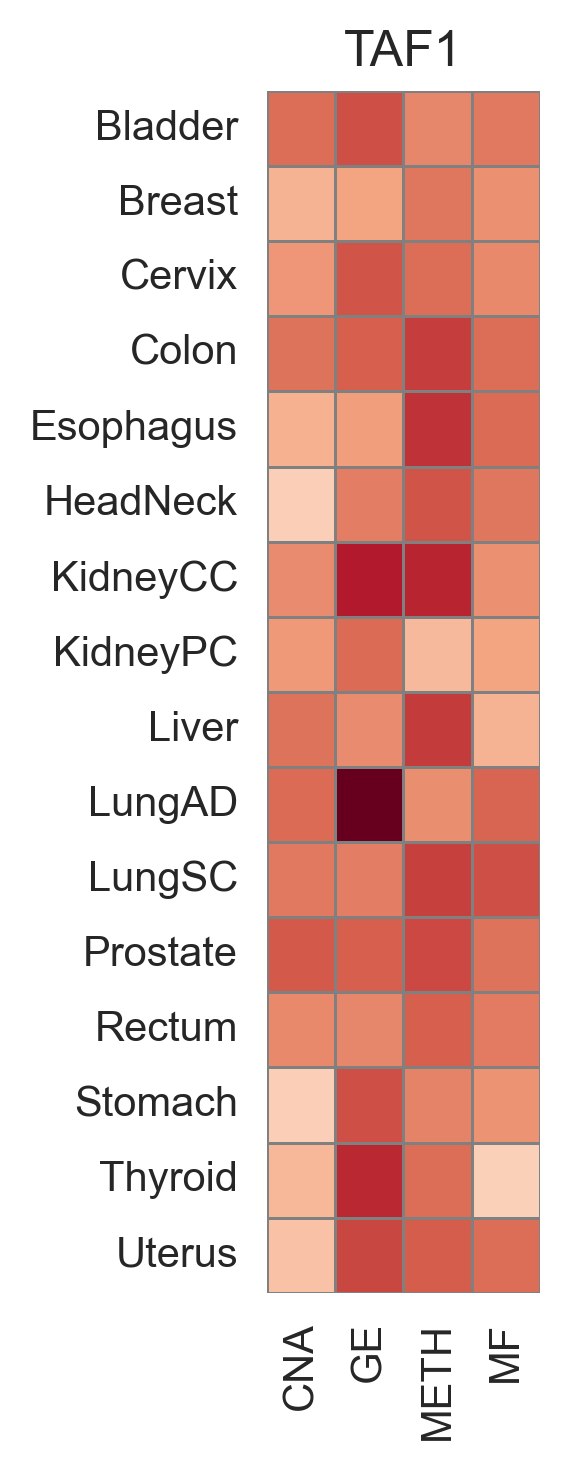 TAF1
Bladder
Breast
Cervix
Colon
Esophagus
HeadNeck
KidneyCC
KidneyPC
Liver
LungAD
LungSC
Prostate
Rectum
Stomach
Thyroid
Uterus
CNA
GE
METH
MF